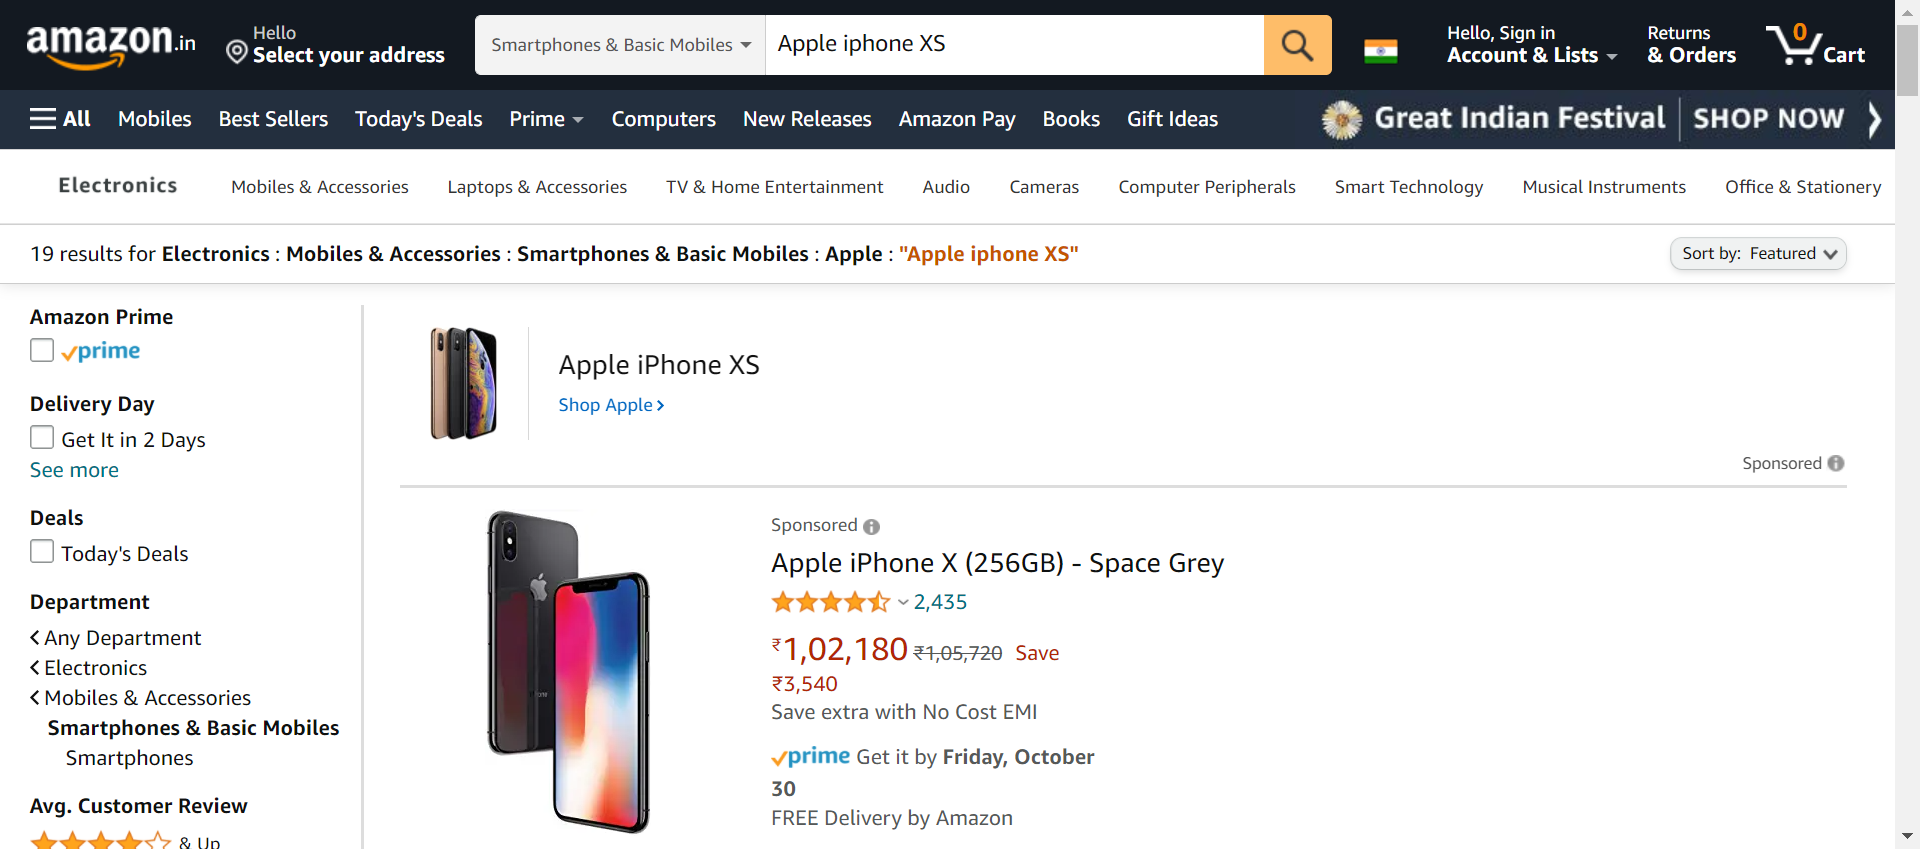 amazon.in
Hello
Select your address
Smartphones & Basic Mobiles
Apple iphone XS
Hello, Sign in
Account & Lists
Returns
& Orders
0
Cart
All
Mobiles
Best Sellers
Today's Deals
Prime
Computers
New Releases
Amazon Pay
Books
Gift Ideas
Great Indian Festival
SHOP NOW
Electronics
Mobiles & Accessories
Laptops & Accessories
TV & Home Entertainment
Audio
Cameras
Computer Peripherals
Smart Technology
Musical Instruments
Office & Stationery
19 results for Electronics : Mobiles & Accessories : Smartphones & Basic Mobiles : Apple : "Apple iphone XS"
Sort by: Featured
Amazon Prime
prime
Delivery Day
Get It in 2 Days
See more
Deals
Today's Deals
Department
Any Department
Electronics
Mobiles & Accessories
Smartphones & Basic Mobiles
Smartphones
Avg. Customer Review
& Up
Apple iPhone XS
Shop Apple
Sponsored
Sponsored
Apple iPhone X (256GB) - Space Grey
2,435
₹1,02,180 ₹1,05,720 Save
₹3,540
Save extra with No Cost EMI
prime Get it by Friday, October
30
FREE Delivery by Amazon